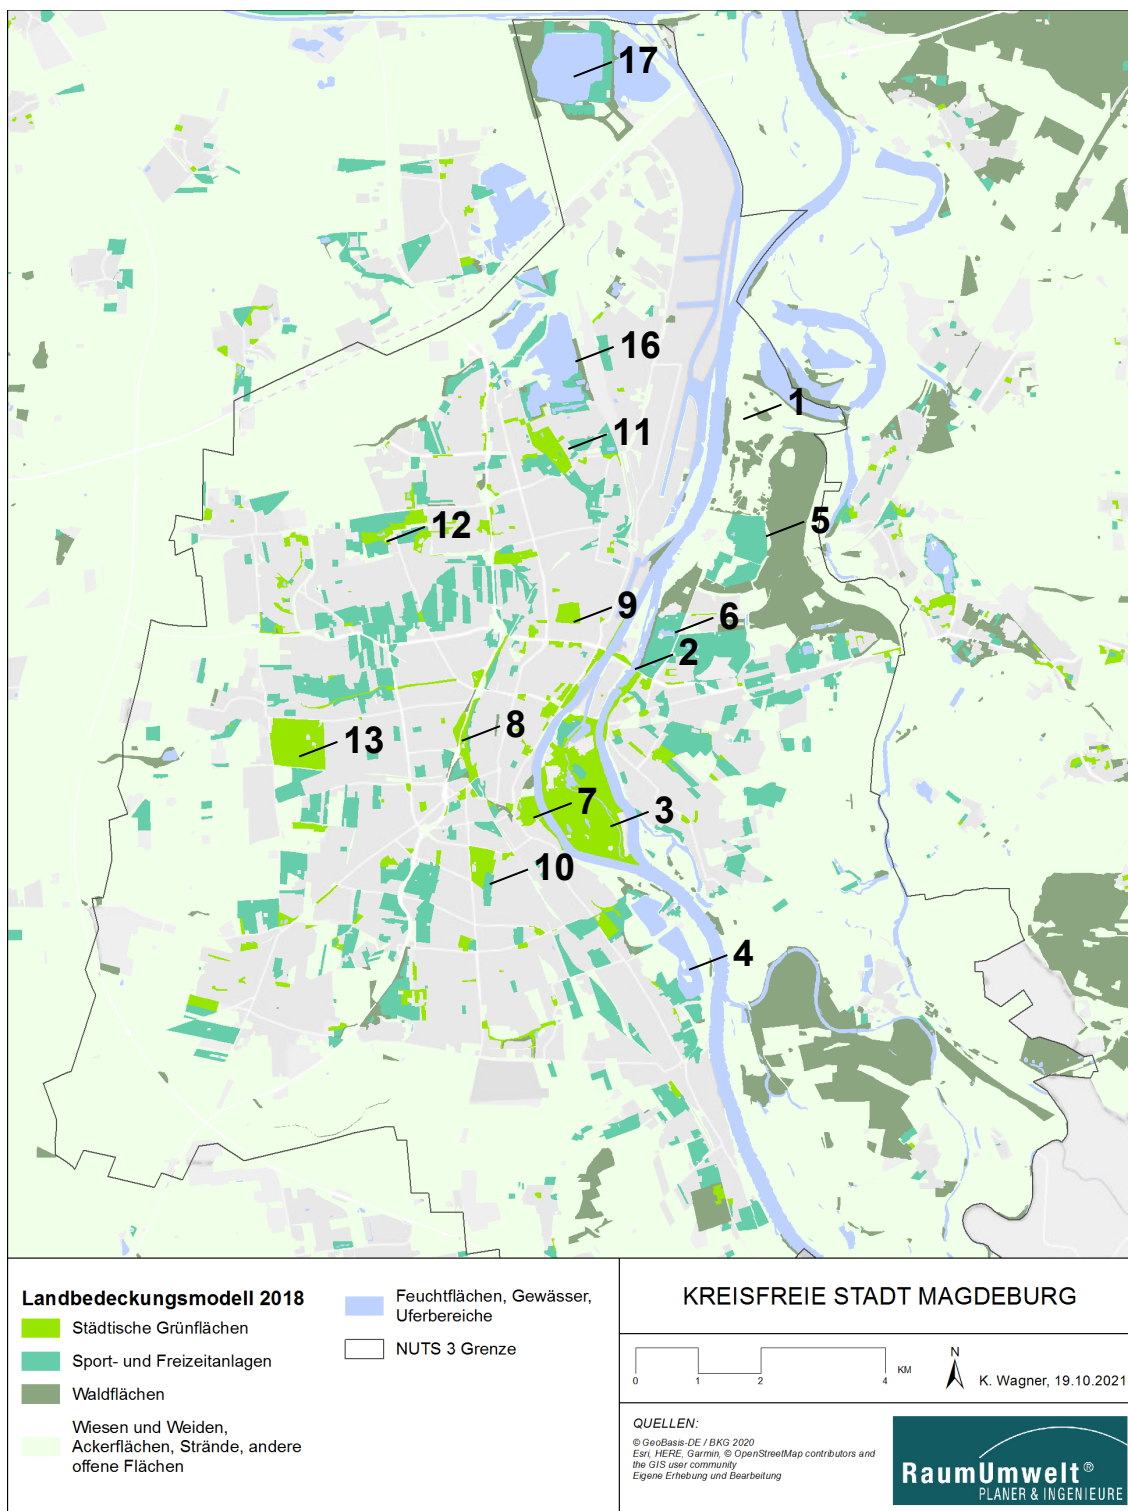 17
16
1
11
5
12
9
6
2
8
13
7
3
10
4
Landbedeckungsmodell 2018
Städtische Grünflächen
Sport- und Freizeitanlagen
Waldflächen
Wiesen und Weiden,
Ackerflächen, Strände, andere
offene Flächen
Feuchtflächen, Gewässer,
Uferbereiche
NUTS 3 Grenze
KREISFREIE STADT MAGDEBURG
0 1 2 4 KM
N
K. Wagner, 19.10.2021
QUELLEN:
© GeoBasis-DE / BKG 2020
Esri, HERE, Garmin, © OpenStreetMap contributors and
the GIS user community
Eigene Erhebung und Bearbeitung
RaumUmwelt®
PLANER & INGENIEURE